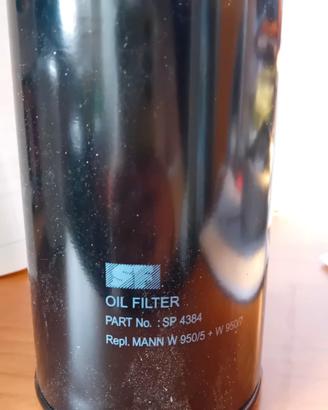 SF
OIL FILTER
PART No. : SP 4384
Repl. MANN W 950/5 + W 950/7